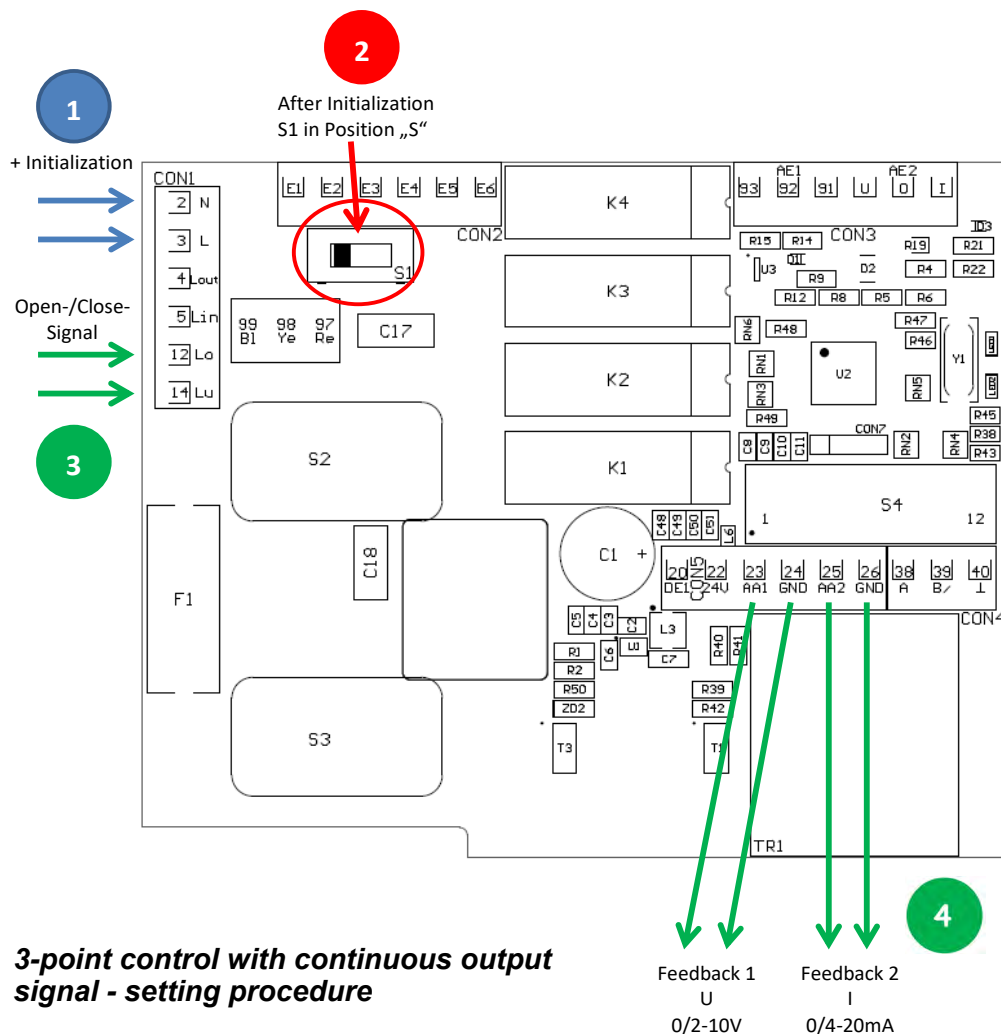 2
After Initialization
S1 in Position „S“
1
+ Initialization
CON1
2 N
3 L
4 Lout
5 Lin
12 Lo
14 Lu
Open-/Close-
Signal
3
E1 E2 E3 E4 E5 E6
CON2
S1
99 98 97
Bl Ye Re
C17
K4
K3
K2
K1
AE1 AE2
93 92 91 U 0 I
CON3
R15 R14
U3
D1
R9
D2
R19
D3
R21
R4 R22
R12 R8 R5 R6
RN6
R48
R47
R46
Y1
LED1
LED2
RN1
RN3
U2
RN5
R49
R45
R38
R43
C8 C9 C10 C11
CON7
RN2
RN4
S2
S4
1 12
C48 C49 C50 C51
L6
C1 +
CON5
20 22 23 24 25 26 38 39 40
DE1 24V AA1 GND AA2 GND A B/ ⊥
CON4
F1
C18
C5 C4 C3 C2
L3
U1
C6
C7
R40 R41
R1
R2
R50
ZD2
R39
R42
T3
T1
S3
TR1
4
3-point control with continuous output
signal - setting procedure
Feedback 1
U
0/2-10V
Feedback 2
I
0/4-20mA